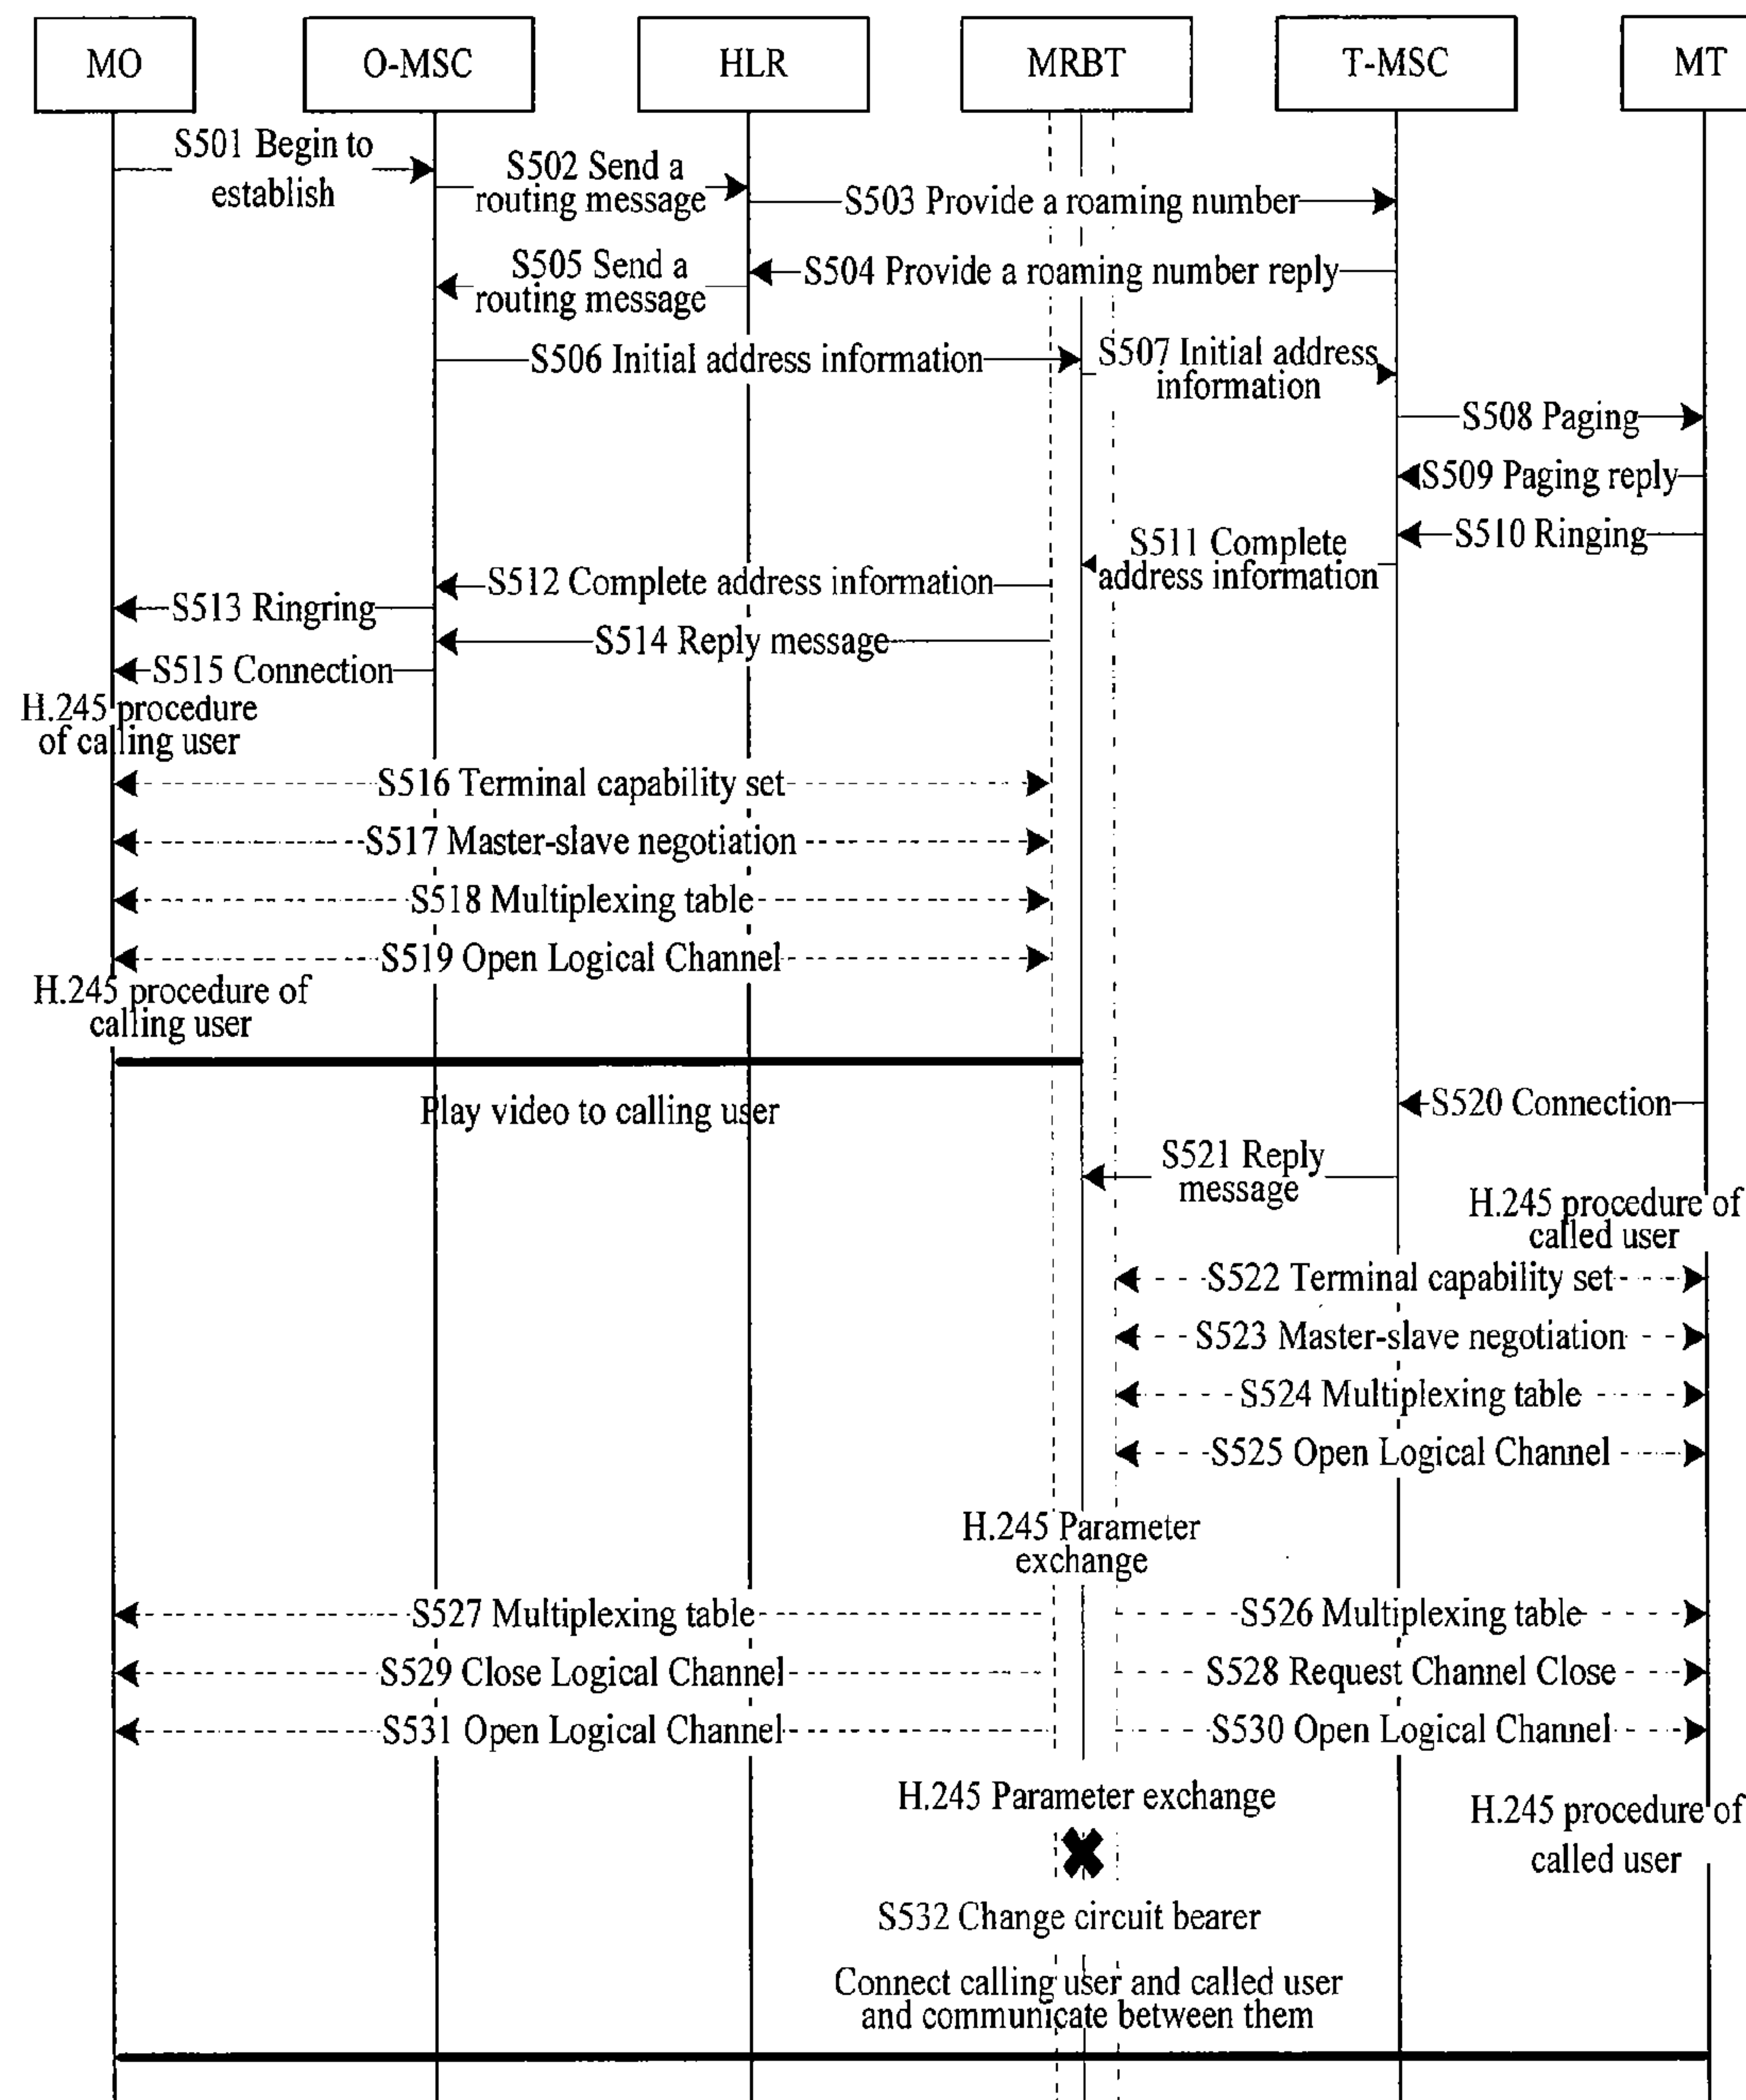 MO
O-MSC
HLR
MRBT
T-MSC
MT
S501 Begin to
establish
S502 Send a
routing message
S503 Provide a roaming number
S504 Provide a roaming number reply
S505 Send a
routing message
S506 Initial address information
S507 Initial address
information
S508 Paging
S509 Paging reply
S510 Ringing
S511 Complete
address information
S512 Complete address information
S513 Ringring
S514 Reply message
S515 Connection
H.245 procedure
of calling user
S516 Terminal capability set
S517 Master-slave negotiation
S518 Multiplexing table
S519 Open Logical Channel
H.245 procedure of
calling user
Play video to calling user
S520 Connection
S521 Reply
message
H.245 procedure of
called user
S522 Terminal capability set
S523 Master-slave negotiation
S524 Multiplexing table
S525 Open Logical Channel
H.245 Parameter
exchange
S527 Multiplexing table
S526 Multiplexing table
S529 Close Logical Channel
S528 Request Channel Close
S531 Open Logical Channel
S530 Open Logical Channel
H.245 Parameter exchange
H.245 procedure of
called user
S532 Change circuit bearer
Connect calling user and called user
and communicate between them